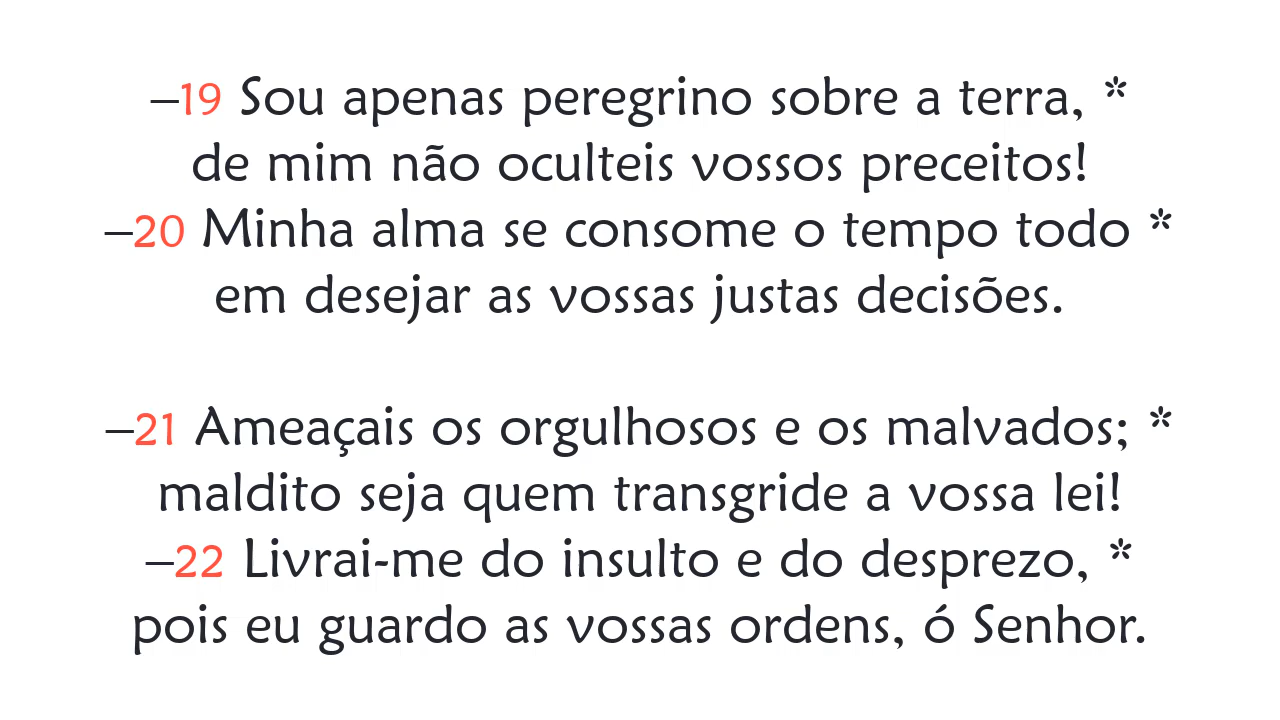 –19 Sou apenas peregrino sobre a terra, *
de mim não oculteis vossos preceitos!
–20 Minha alma se consome o tempo todo *
em desejar as vossas justas decisões.
–21 Ameaçais os orgulhosos e os malvados; *
maldito seja quem transgride a vossa lei!
–22 Livrai-me do insulto e do desprezo, *
pois eu guardo as vossas ordens, ó Senhor.